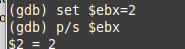 (gdb) set $ebx=2
(gdb) p/s $ebx
$2 = 2